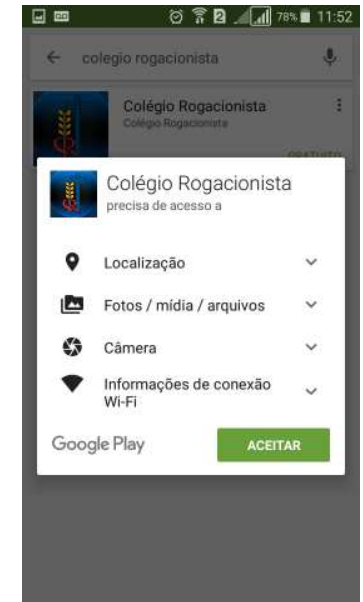 2 78% 11:52
colegio rogacionista
Colégio Rogacionista
Colégio Rogacionista
GRATUITO
Colégio Rogacionista
precisa de acesso a
Localização
Fotos / mídia / arquivos
Câmera
Informações de conexão
Wi-Fi
Google Play
ACEITAR